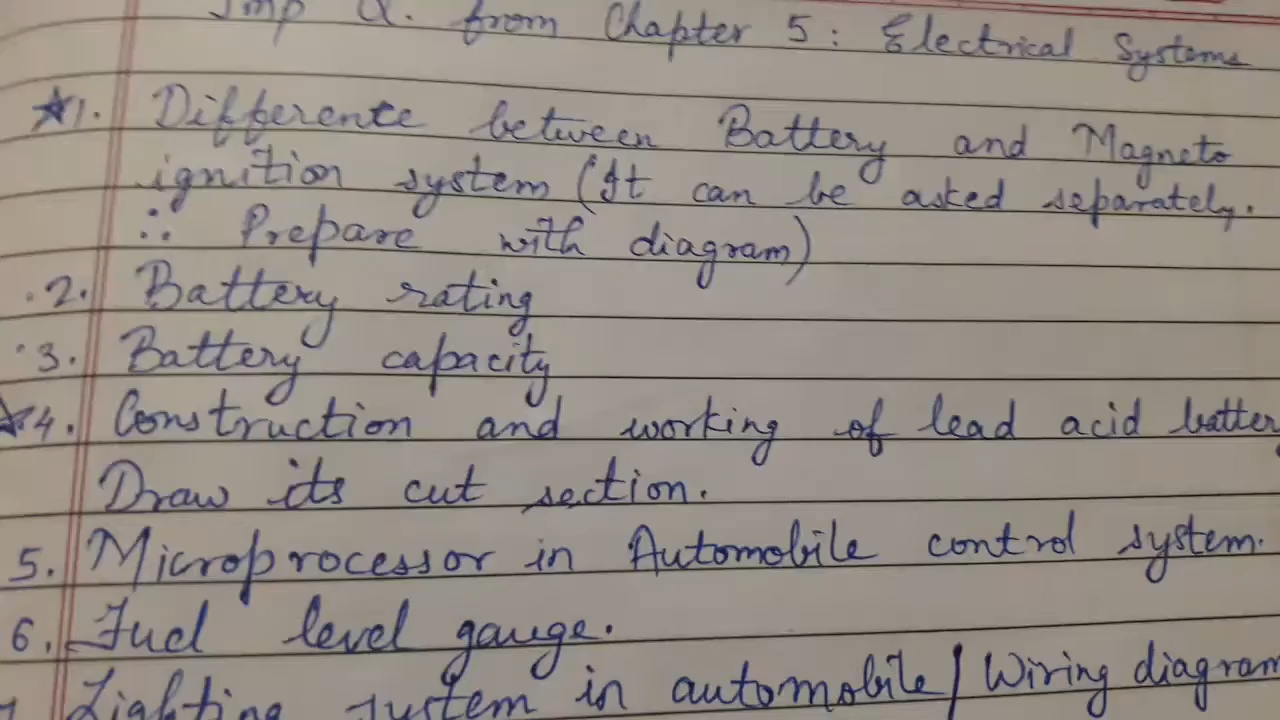 Imp Q. from Chapter 5: Electrical Systems
★1. Difference between Battery and Magneto
ignition system (It can be asked separately.
∴ Prepare with diagram)
.2. Battery rating
.3. Battery capacity
★4. Construction and working of lead acid batter
Draw its cut section.
5. Microprocessor in Automobile control system.
6. Fuel level gauge.
Lighting system in automobile/Wiring diagram